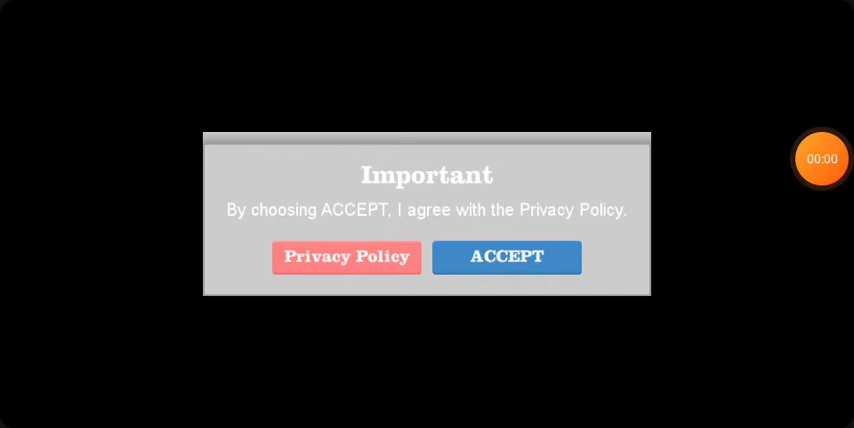 Important
By choosing ACCEPT, I agree with the Privacy Policy.
Privacy Policy ACCEPT
00:00